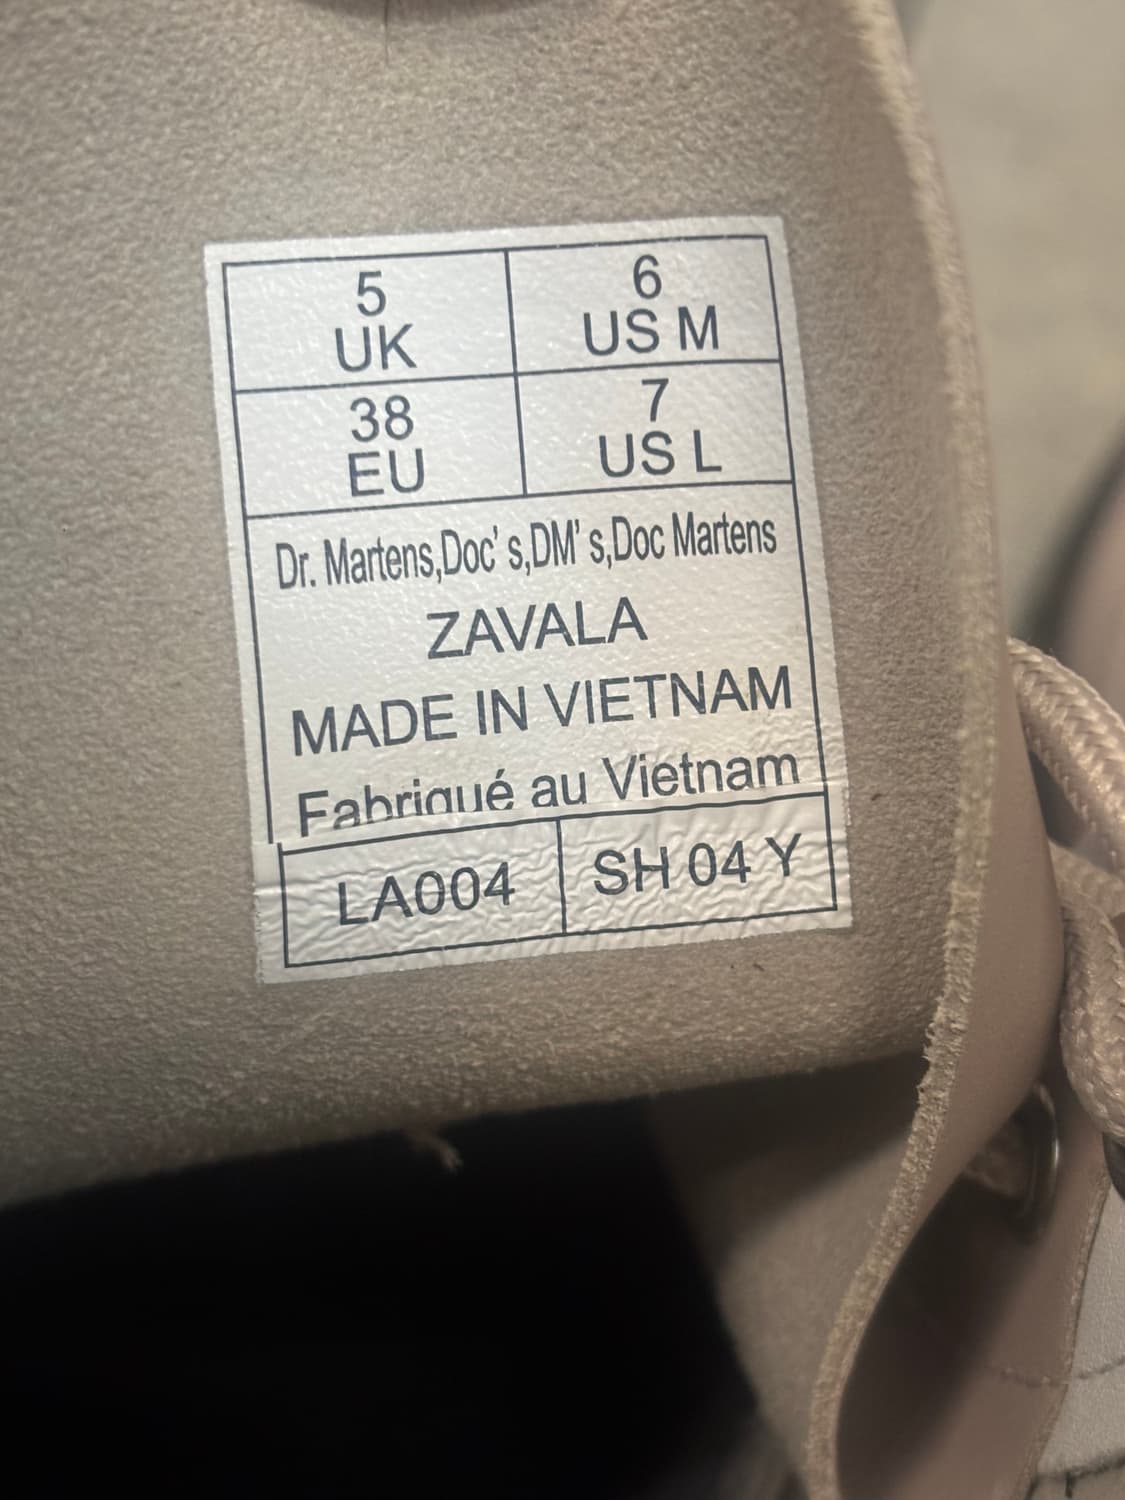 5
UK
6
US M
38
EU
7
US L
Dr. Martens,Doc's,DM's,Doc Martens
ZAVALA
MADE IN VIETNAM
Fabriqué au Vietnam
LA004
SH 04 Y